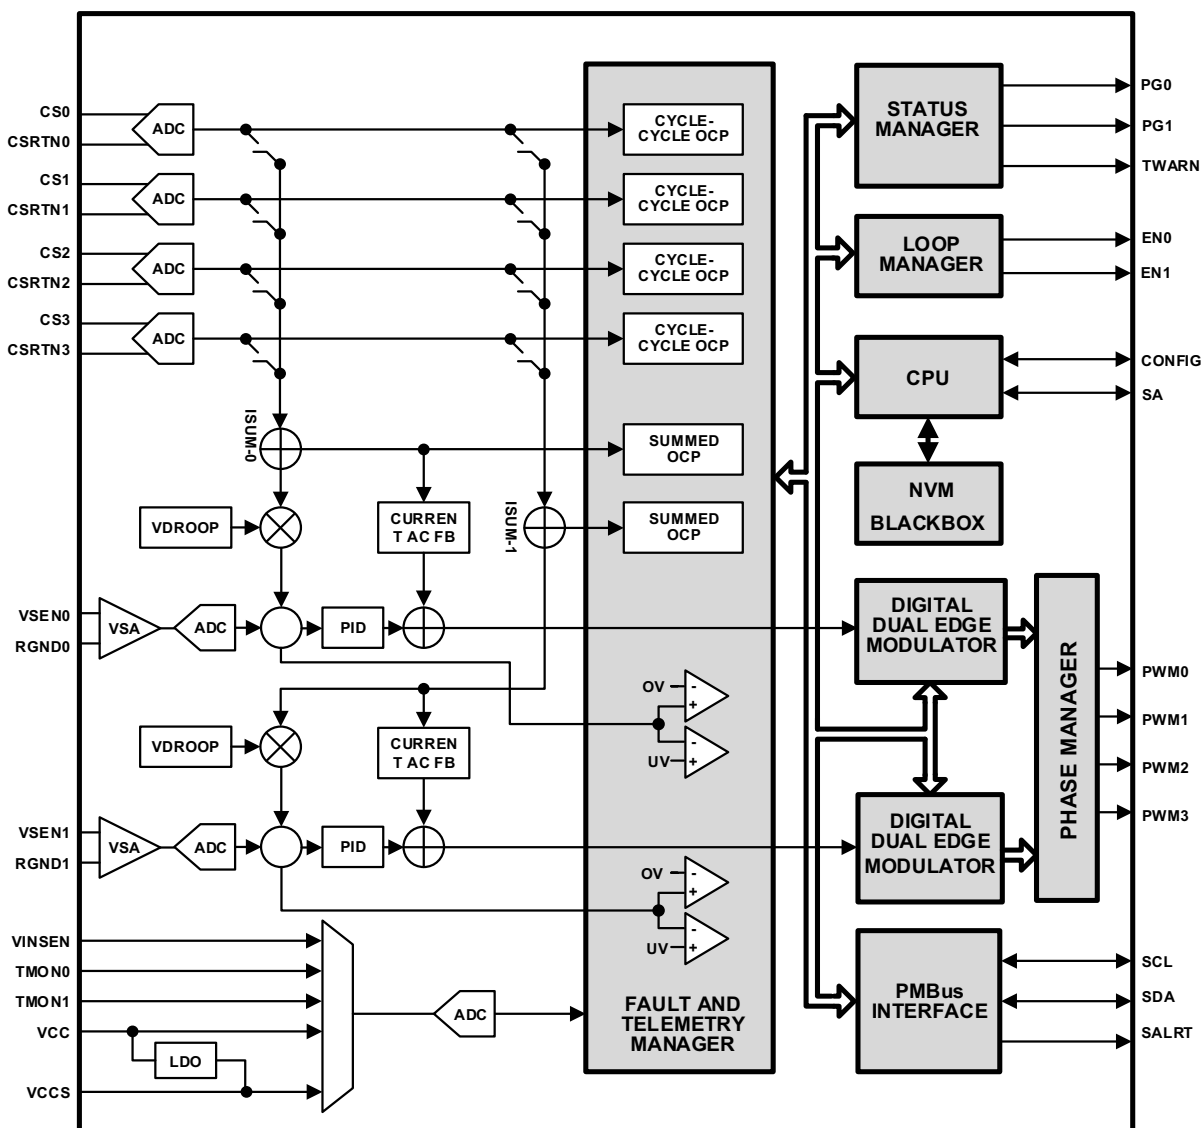 CS0
CSRTN0
ADC
CYCLE-
CYCLE OCP
STATUS
MANAGER
PG0
PG1
TWARN
CS1
CSRTN1
ADC
CYCLE-
CYCLE OCP
CS2
CSRTN2
ADC
CYCLE-
CYCLE OCP
LOOP
MANAGER
EN0
EN1
CS3
CSRTN3
ADC
CYCLE-
CYCLE OCP
CPU
CONFIG
SA
ISUM-0
SUMMED
OCP
NVM
BLACKBOX
VDROOP
CURREN
T AC FB
ISUM-1
SUMMED
OCP
VSEN0
RGND0
VSA
ADC
PID
DIGITAL
DUAL EDGE
MODULATOR
PHASE MANAGER
PWM0
PWM1
PWM2
PWM3
OV
-
+
-
UV
+
VDROOP
CURREN
T AC FB
VSEN1
RGND1
VSA
ADC
PID
DIGITAL
DUAL EDGE
MODULATOR
OV
-
+
-
UV
+
VINSEN
TMON0
TMON1
VCC
LDO
VCCS
ADC
FAULT AND
TELEMETRY
MANAGER
PMBus
INTERFACE
SCL
SDA
SALRT